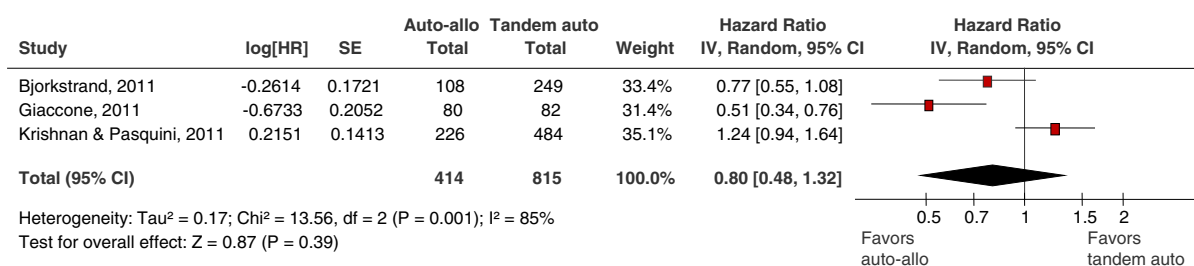 Auto-allo Tandem auto Hazard Ratio Hazard Ratio
Study log[HR] SE Total Total Weight IV, Random, 95% CI IV, Random, 95% CI
Bjorkstrand, 2011 -0.2614 0.1721 108 249 33.4% 0.77 [0.55, 1.08]
Giaccone, 2011 -0.6733 0.2052 80 82 31.4% 0.51 [0.34, 0.76]
Krishnan & Pasquini, 2011 0.2151 0.1413 226 484 35.1% 1.24 [0.94, 1.64]
Total (95% CI) 414 815 100.0% 0.80 [0.48, 1.32]
Heterogeneity: Tau² = 0.17; Chi² = 13.56, df = 2 (P = 0.001); I² = 85%
Test for overall effect: Z = 0.87 (P = 0.39)
0.5 0.7 1 1.5 2
Favors Favors
auto-allo tandem auto